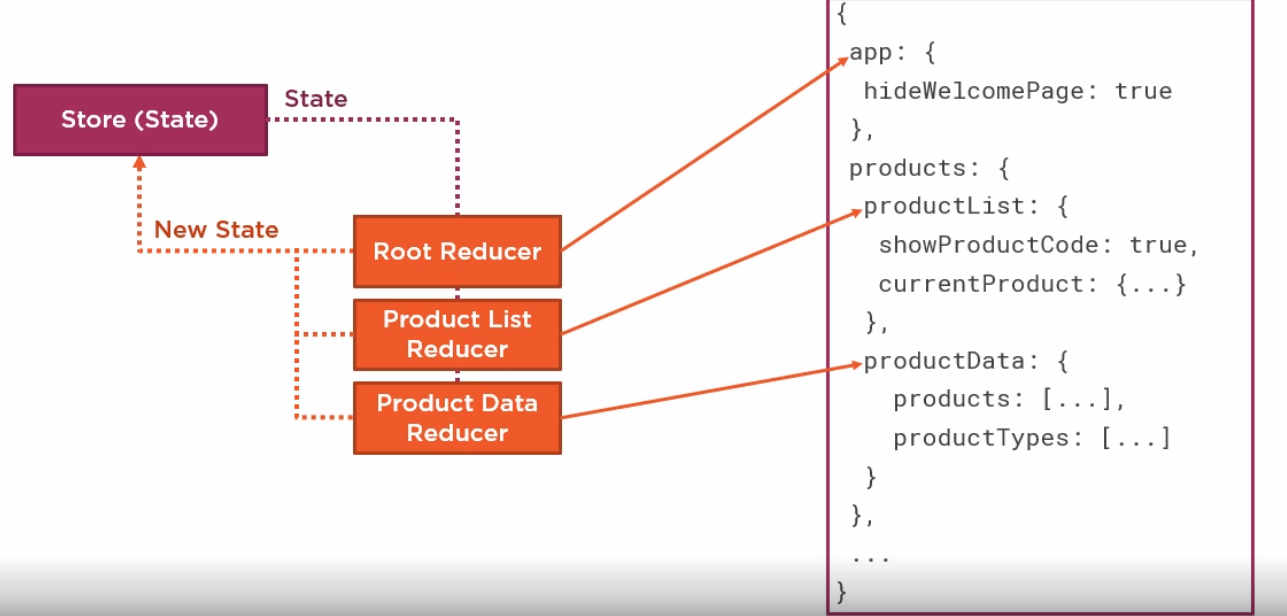 Store (State)
State
New State
Root Reducer
Product List
Reducer
Product Data
Reducer
{
app: {
hideWelcomePage: true
},
products: {
productList: {
showProductCode: true,
currentProduct: {...}
},
productData: {
products: [...],
productTypes: [...]
}
},
...
}